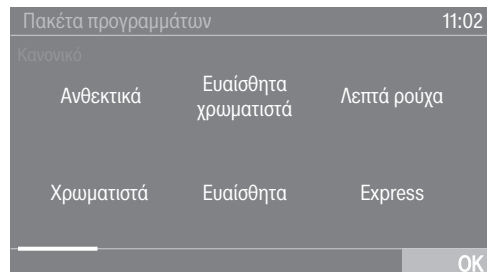 Πακέτα προγραμμάτων 11:02
Κανονικό
Ανθεκτικά
Ευαίσθητα
χρωματιστά
Λεπτά ρούχα
Χρωματιστά
Ευαίσθητα
Express
OK